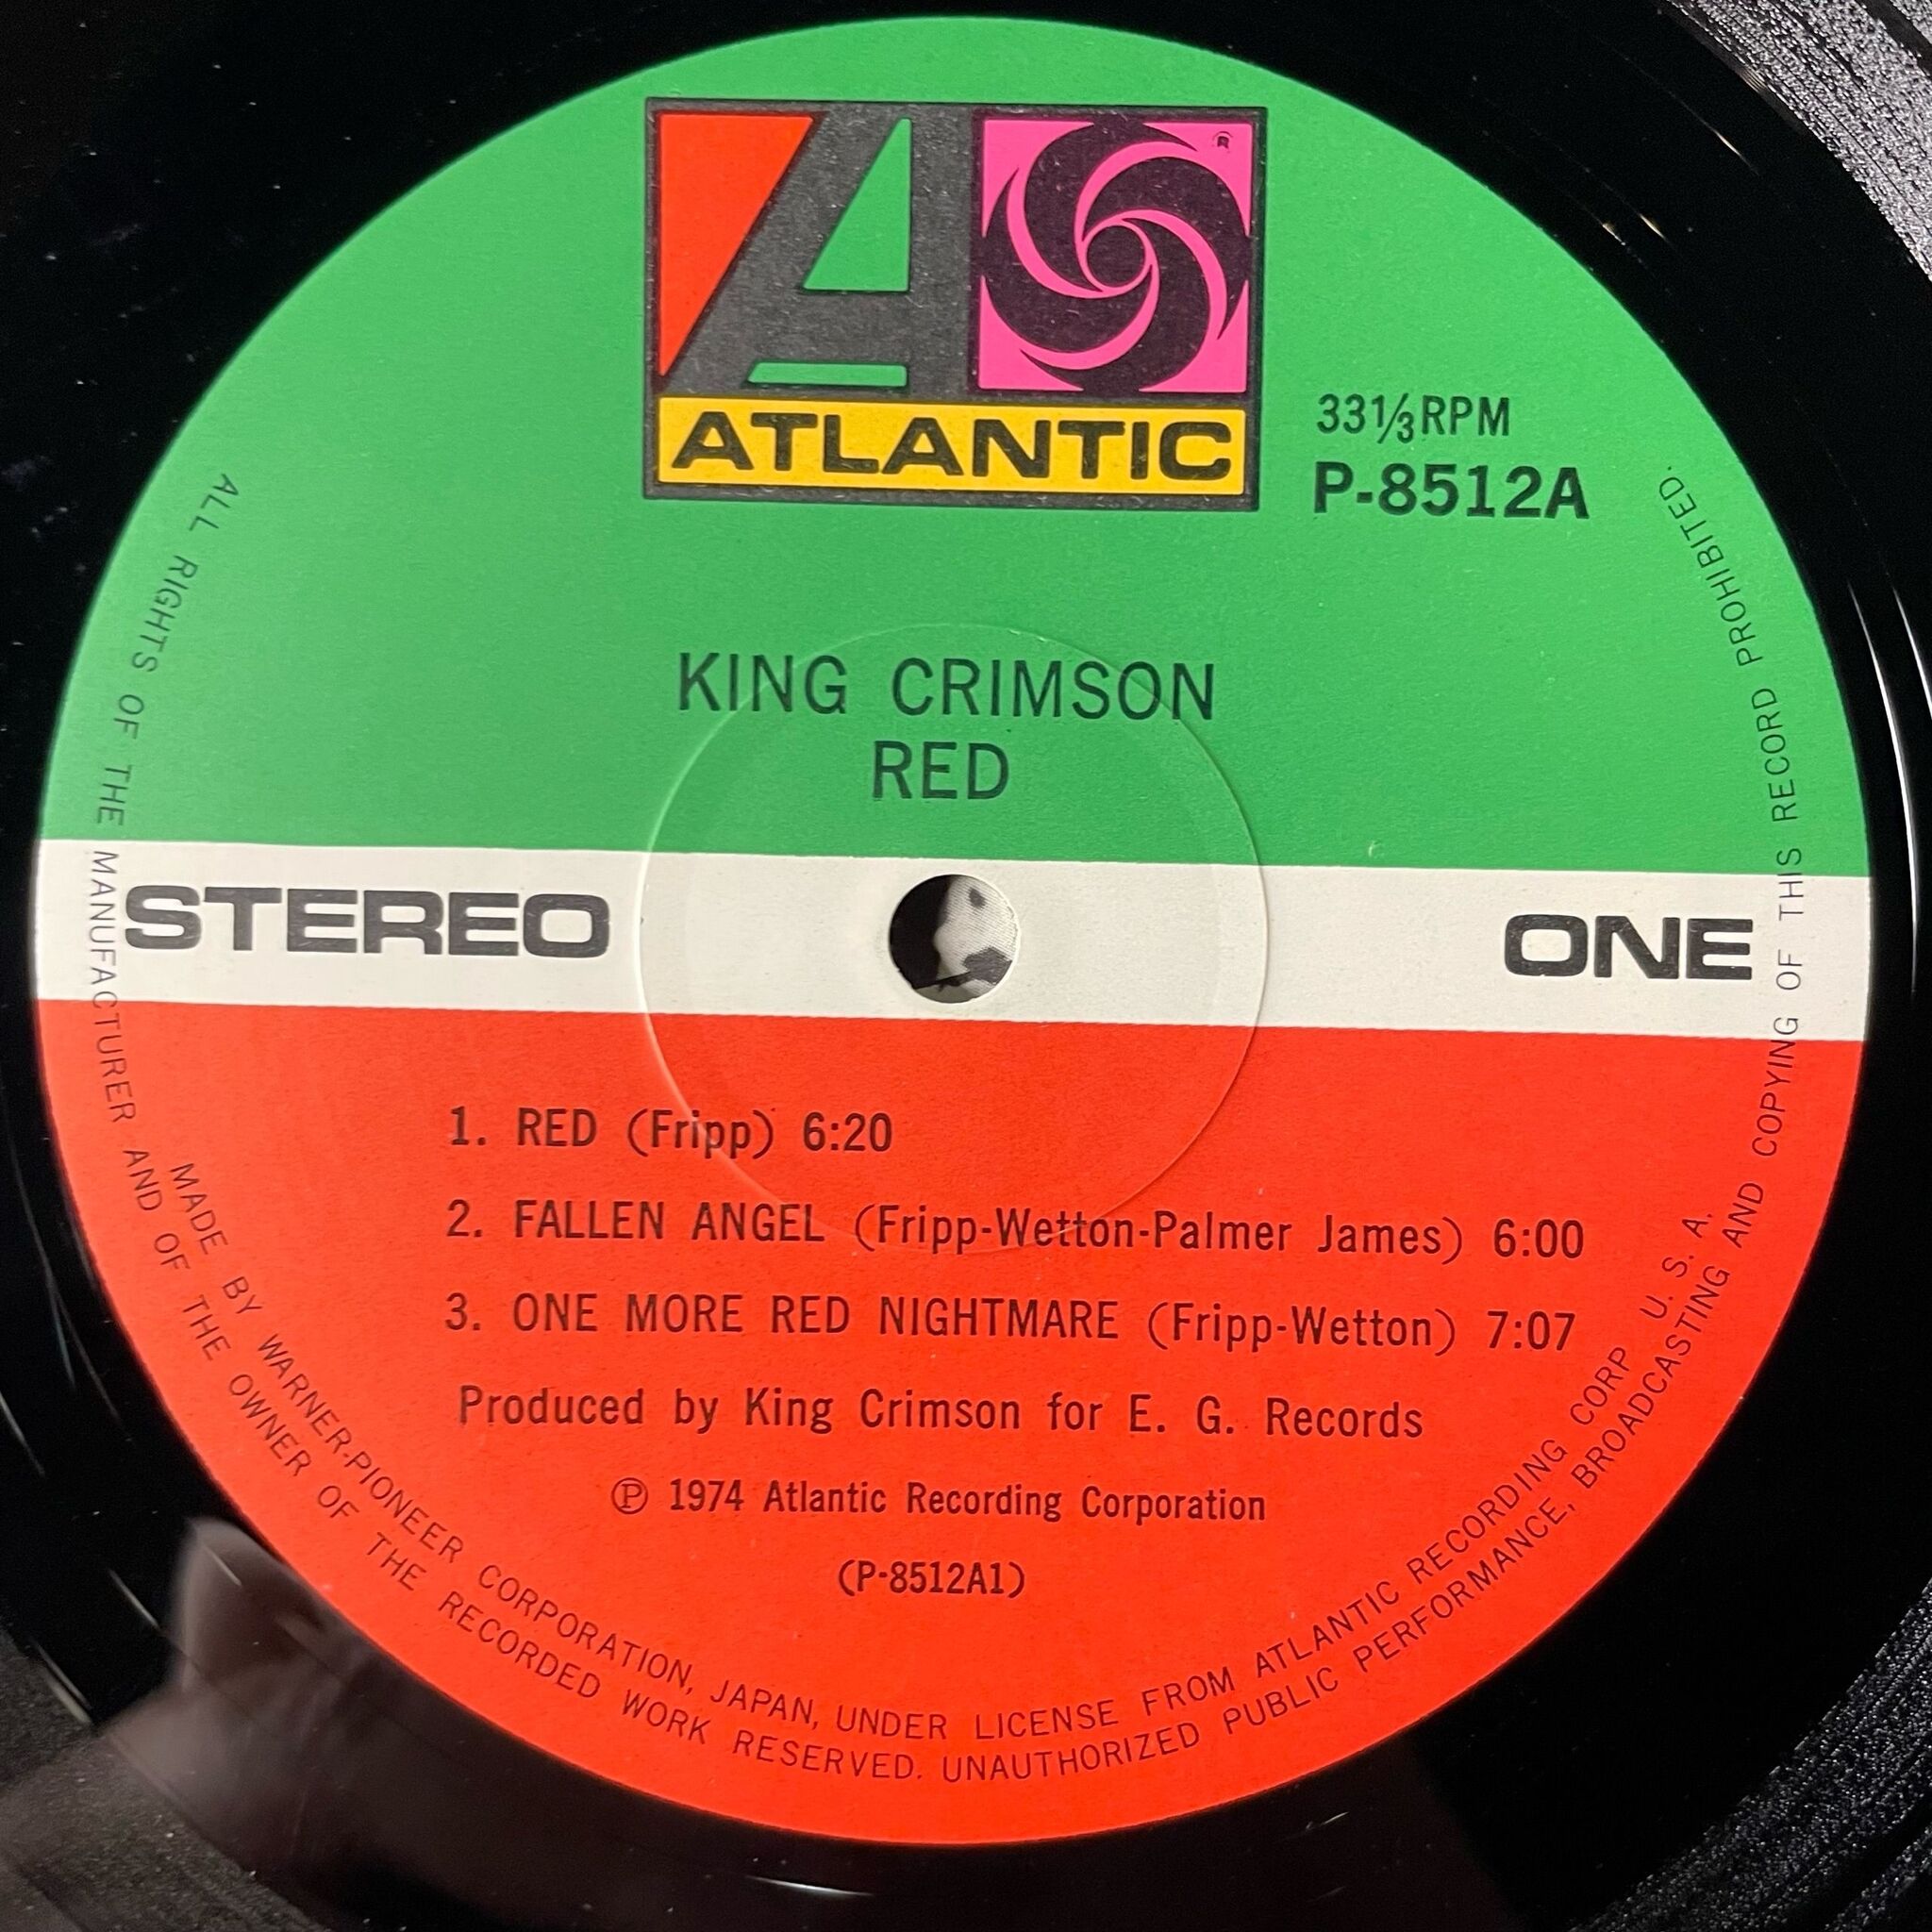 ®
ATLANTIC
33⅓RPM
P-8512A
KING CRIMSON
RED
STEREO
ONE
1. RED (Fripp) 6:20
2. FALLEN ANGEL (Fripp-Wetton-Palmer James) 6:00
3. ONE MORE RED NIGHTMARE (Fripp-Wetton) 7:07
Produced by King Crimson for E. G. Records
℗ 1974 Atlantic Recording Corporation
(P-8512A1)
MADE BY WARNER-PIONEER CORPORATION, JAPAN, UNDER LICENSE FROM ATLANTIC RECORDING CORP U. S. A.
ALL RIGHTS OF THE MANUFACTURER AND OF THE OWNER OF THE RECORDED WORK RESERVED. UNAUTHORIZED PUBLIC PERFORMANCE, BROADCASTING AND COPYING OF THIS RECORD PROHIBITED.